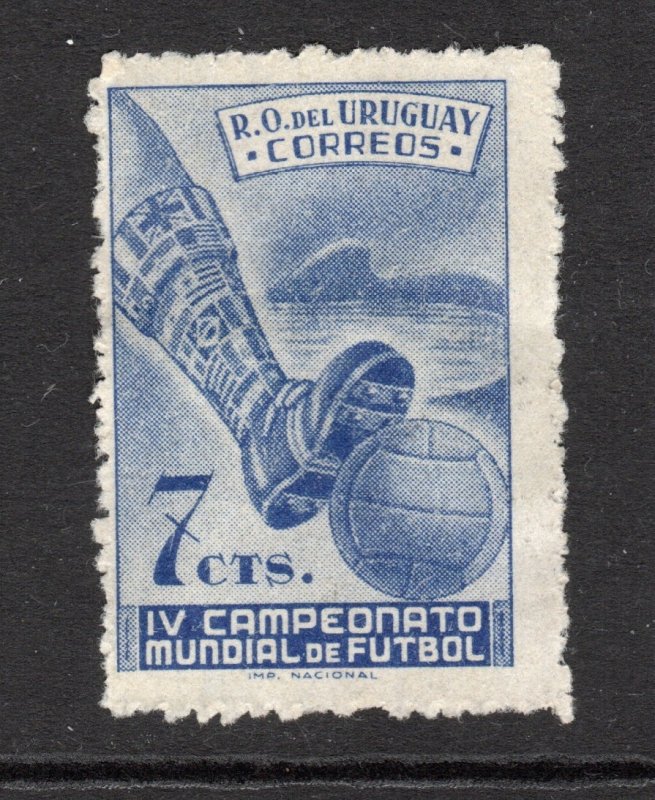 R.O. DEL URUGUAY
· CORREOS ·
7 CTS.
IV CAMPEONATO
MUNDIAL DE FUTBOL
IMP. NACIONAL